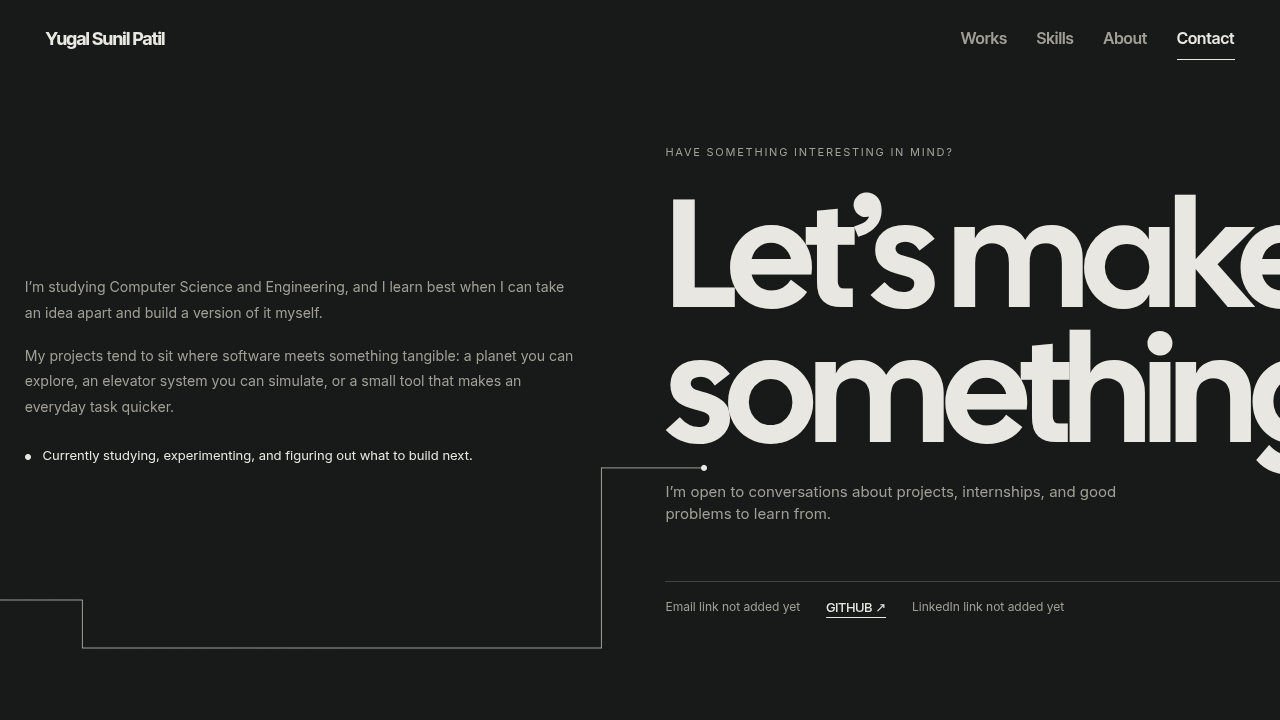 Yugal Sunil Patil
Works Skills About Contact
I'm studying Computer Science and Engineering, and I learn best when I can take
an idea apart and build a version of it myself.
My projects tend to sit where software meets something tangible: a planet you can
explore, an elevator system you can simulate, or a small tool that makes an
everyday task quicker.
Currently studying, experimenting, and figuring out what to build next.
HAVE SOMETHING INTERESTING IN MIND?
Let’s make
something
I’m open to conversations about projects, internships, and good
problems to learn from.
Email link not added yet GITHUB ↗ LinkedIn link not added yet